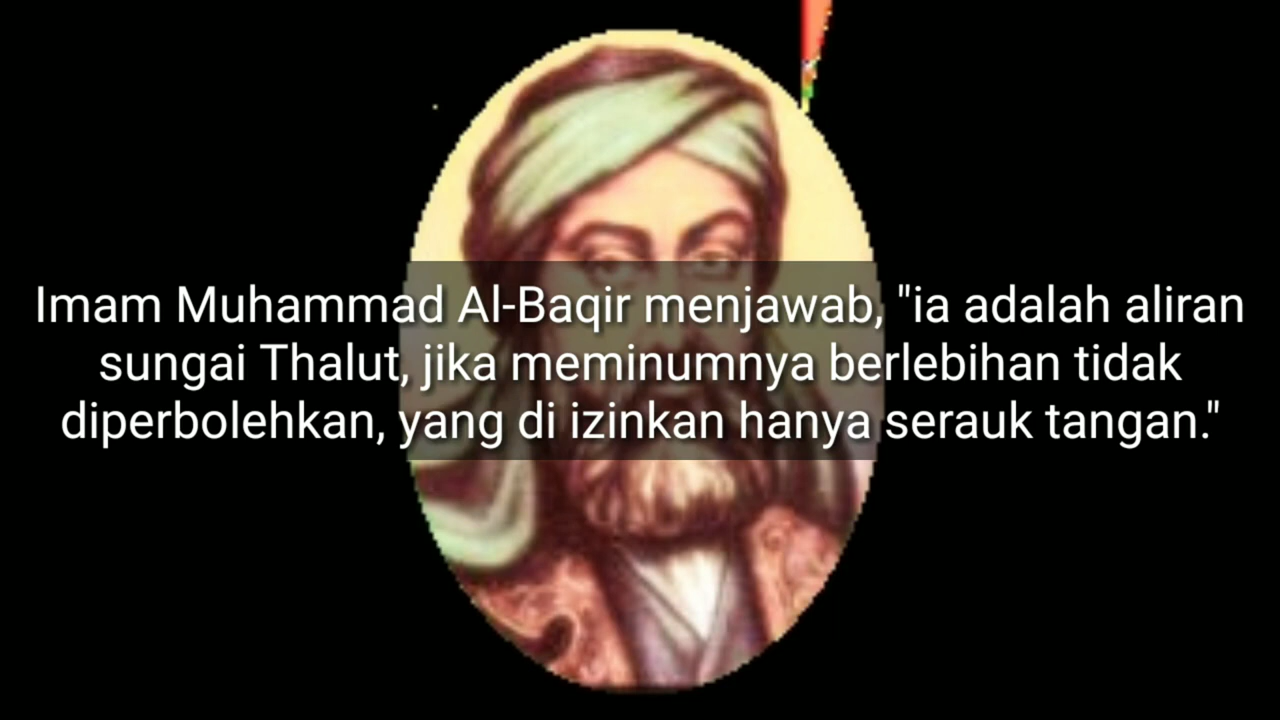 Imam Muhammad Al-Baqir menjawab, "ia adalah aliran
sungai Thalut, jika meminumnya berlebihan tidak
diperbolehkan, yang di izinkan hanya serauk tangan."